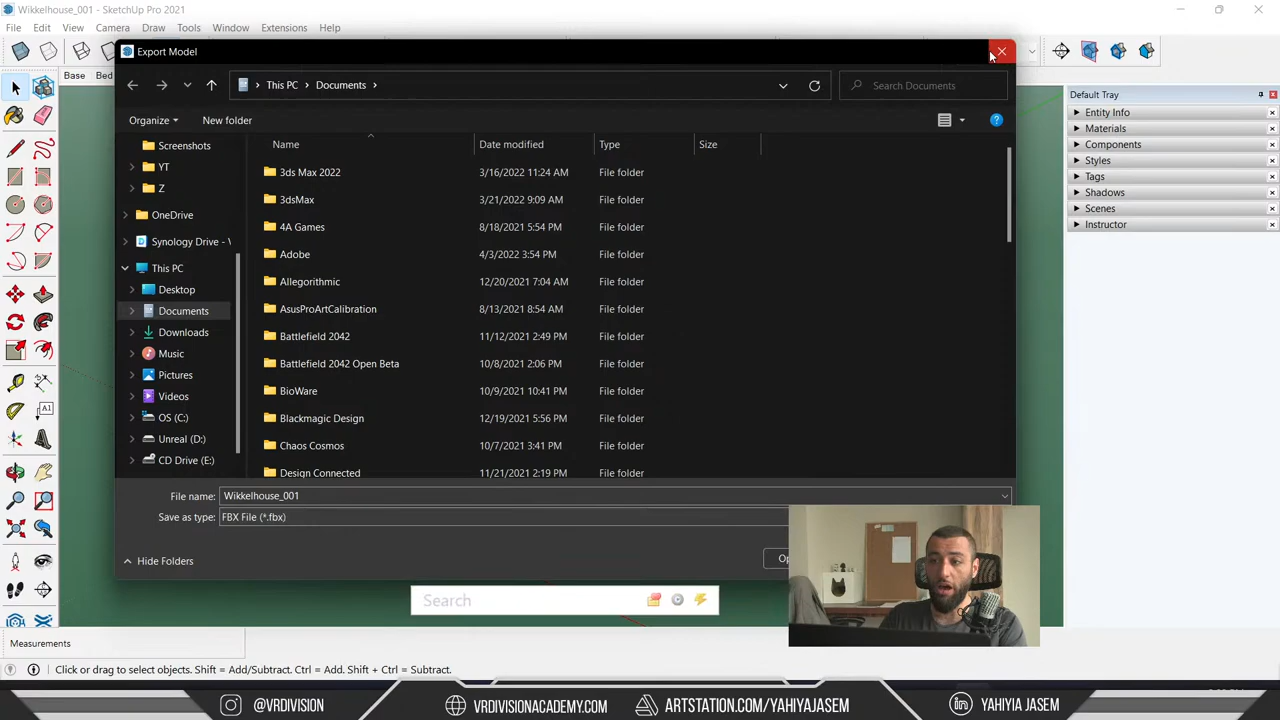 Wikkelhouse_001 - SketchUp Pro 2021
File Edit View Camera Draw Tools Window Extensions Help
Export Model
Base Bed
This PC Documents
Search Documents
Organize New folder
Name Date modified Type Size
Screenshots
YT
Z
OneDrive
Synology Drive - V
This PC
Desktop
Documents
Downloads
Music
Pictures
Videos
OS (C:)
Unreal (D:)
CD Drive (E:)
3ds Max 2022 3/16/2022 11:24 AM File folder
3dsMax 3/21/2022 9:09 AM File folder
4A Games 8/18/2021 5:54 PM File folder
Adobe 4/3/2022 3:54 PM File folder
Allegorithmic 12/20/2021 7:04 AM File folder
AsusProArtCalibration 8/13/2021 8:54 AM File folder
Battlefield 2042 11/12/2021 2:49 PM File folder
Battlefield 2042 Open Beta 10/8/2021 2:06 PM File folder
BioWare 10/9/2021 10:41 PM File folder
Blackmagic Design 12/19/2021 5:56 PM File folder
Chaos Cosmos 10/7/2021 3:41 PM File folder
Design Connected 11/21/2021 2:19 PM File folder
File name: Wikkelhouse_001
Save as type: FBX File (*.fbx)
Hide Folders
Op
Default Tray
Entity Info
Materials
Components
Styles
Tags
Shadows
Scenes
Instructor
Search
Measurements
Click or drag to select objects. Shift = Add/Subtract. Ctrl = Add. Shift + Ctrl = Subtract.
@VRDIVISION VRDIVISIONACADEMY.COM ARTSTATION.COM/YAHIYAJASEM YAHIYIA JASEM